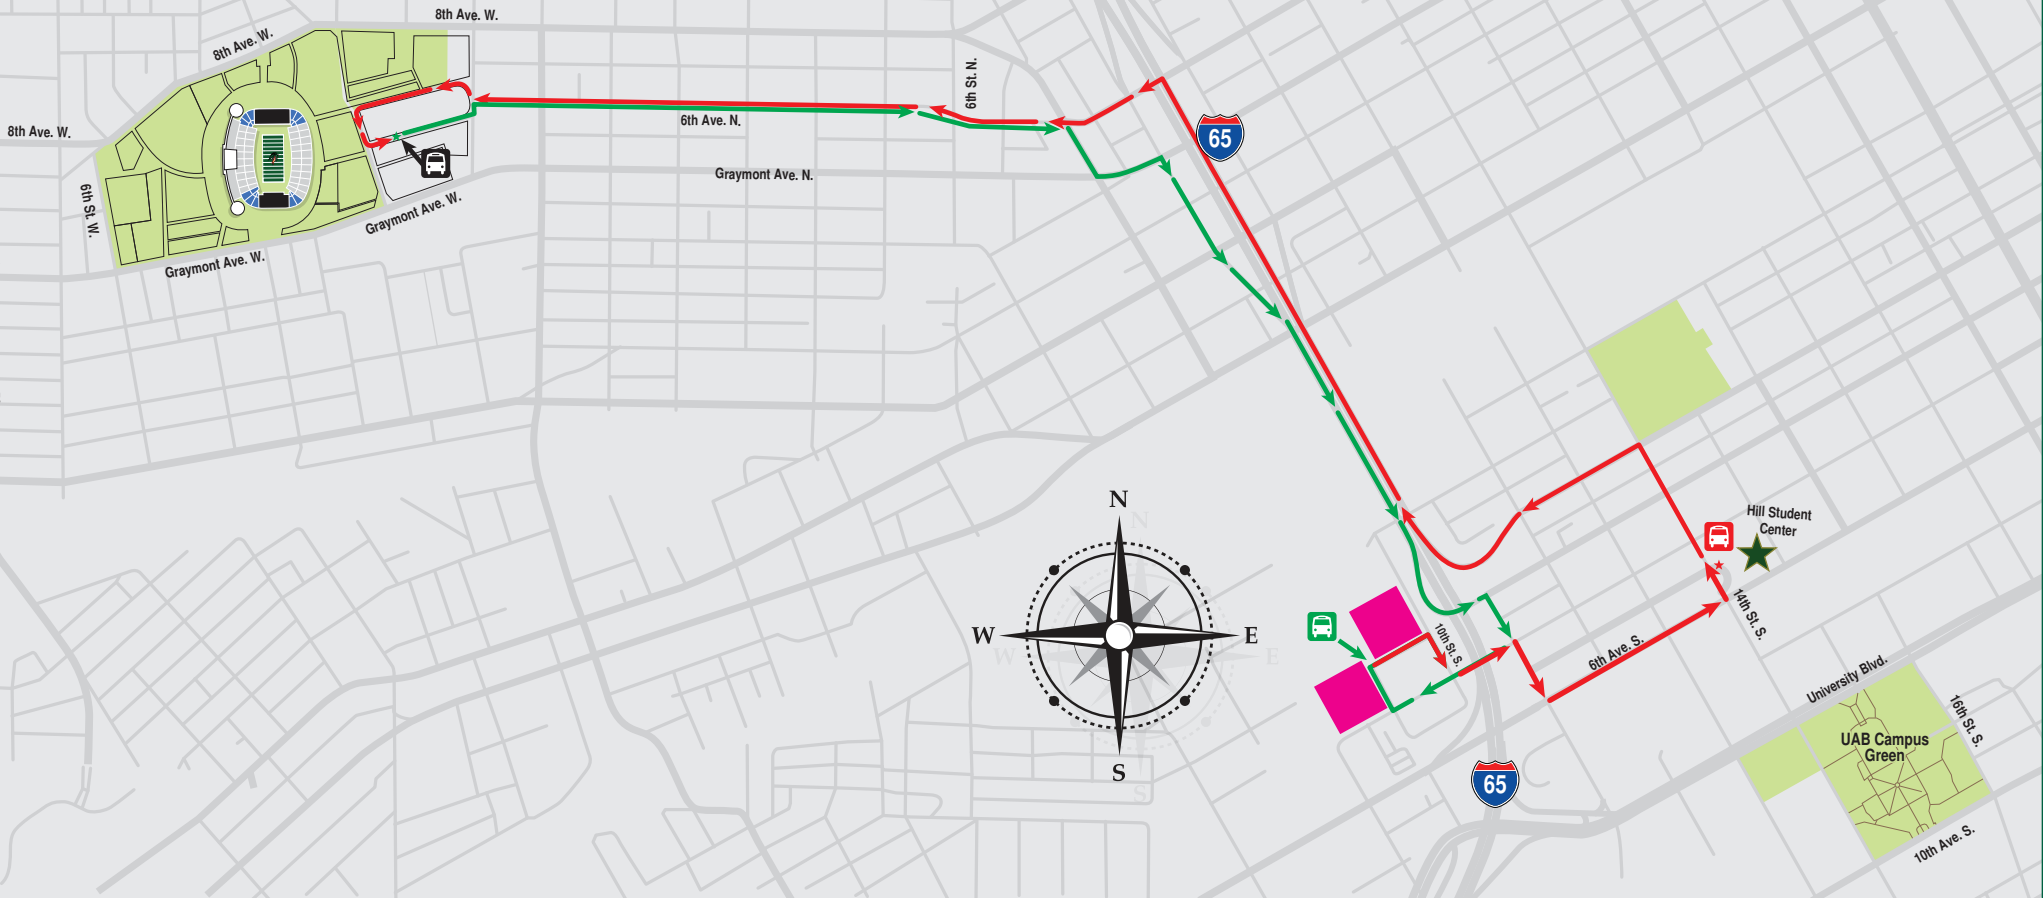 8th Ave. W.
8th Ave. W.
8th Ave. W.
6th St. W.
Graymont Ave. W.
Graymont Ave. W.
6th Ave. N.
6th St. N.
Graymont Ave. N.
65
N
N
W
W
E
E
S
S
Hill Student
Center
14th St. S.
10th St. S.
6th Ave. S.
University Blvd.
16th St. S.
UAB Campus
Green
65
10th Ave. S.